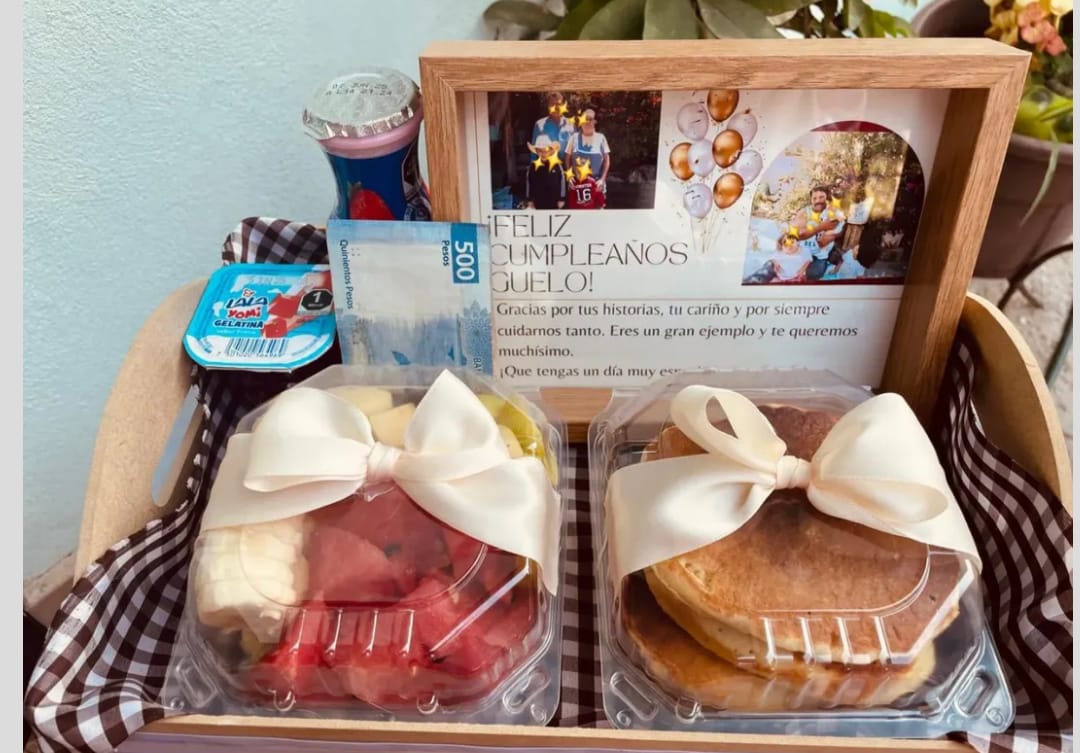 500
Pesos
Quinientos Pesos
LALA
YOMi
GELATINA
1
16
¡FELIZ
CUMPLEAÑOS
GUELO!
Gracias por tus historias, tu cariño y por siempre
cuidarnos tanto. Eres un gran ejemplo y te queremos
muchísimo.
¡Que tengas un día muy